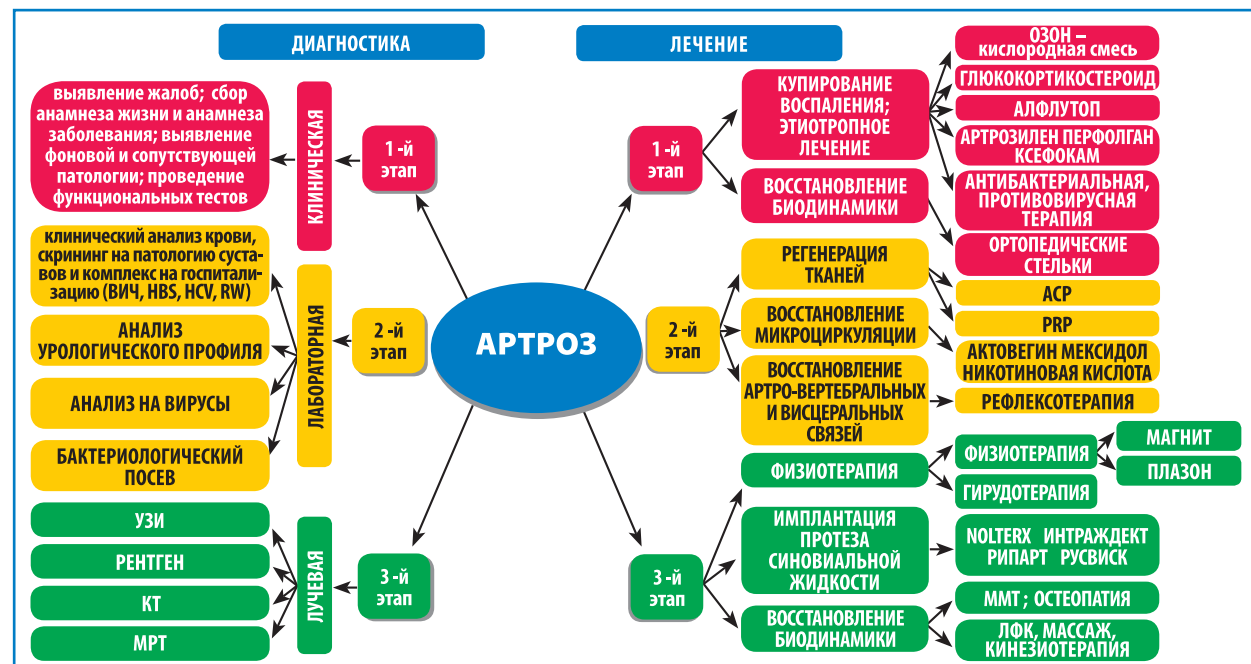 ДИАГНОСТИКА
ЛЕЧЕНИЕ
выявление жалоб; сбор
анамнеза жизни и анамнеза
заболевания; выявление
фоновой и сопутствующей
патологии; проведение
функциональных тестов
КЛИНИЧЕСКАЯ
1-й
этап
клинический анализ крови,
скрининг на патологию суста-
вов и комплекс на госпитали-
зацию (ВИЧ, HBS, HCV, RW)
АНАЛИЗ
УРОЛОГИЧЕСКОГО ПРОФИЛЯ
АНАЛИЗ НА ВИРУСЫ
БАКТЕРИОЛОГИЧЕСКИЙ
ПОСЕВ
ЛАБОРАТОРНАЯ
2-й
этап
УЗИ
РЕНТГЕН
КТ
МРТ
ЛУЧЕВАЯ
3-й
этап
АРТРОЗ
1-й
этап
КУПИРОВАНИЕ
ВОСПАЛЕНИЯ;
ЭТИОТРОПНОЕ
ЛЕЧЕНИЕ
ВОССТАНОВЛЕНИЕ
БИОДИНАМИКИ
ОЗОН –
кислородная смесь
ГЛЮКОКОРТИКОСТЕРОИД
АЛФЛУТОП
АРТРОЗИЛЕН ПЕРФОЛГАН
КСЕФОКАМ
АНТИБАКТЕРИАЛЬНАЯ,
ПРОТИВОВИРУСНАЯ
ТЕРАПИЯ
ОРТОПЕДИЧЕСКИЕ
СТЕЛЬКИ
2-й
этап
РЕГЕНЕРАЦИЯ
ТКАНЕЙ
ВОССТАНОВЛЕНИЕ
МИКРОЦИРКУЛЯЦИИ
ВОССТАНОВЛЕНИЕ
АРТРО-ВЕРТЕБРАЛЬНЫХ
И ВИСЦЕРАЛЬНЫХ
СВЯЗЕЙ
ACP
PRP
АКТОВЕГИН МЕКСИДОЛ
НИКОТИНОВАЯ КИСЛОТА
РЕФЛЕКСОТЕРАПИЯ
3-й
этап
ФИЗИОТЕРАПИЯ
ИМПЛАНТАЦИЯ
ПРОТЕЗА
СИНОВИАЛЬНОЙ
ЖИДКОСТИ
ВОССТАНОВЛЕНИЕ
БИОДИНАМИКИ
ФИЗИОТЕРАПИЯ
ГИРУДОТЕРАПИЯ
МАГНИТ
ПЛАЗОН
NOLTERX ИНТРАЖДЕКТ
РИПАРТ РУСВИСК
ММТ; ОСТЕОПАТИЯ
ЛФК, МАССАЖ,
КИНЕЗИОТЕРАПИЯ